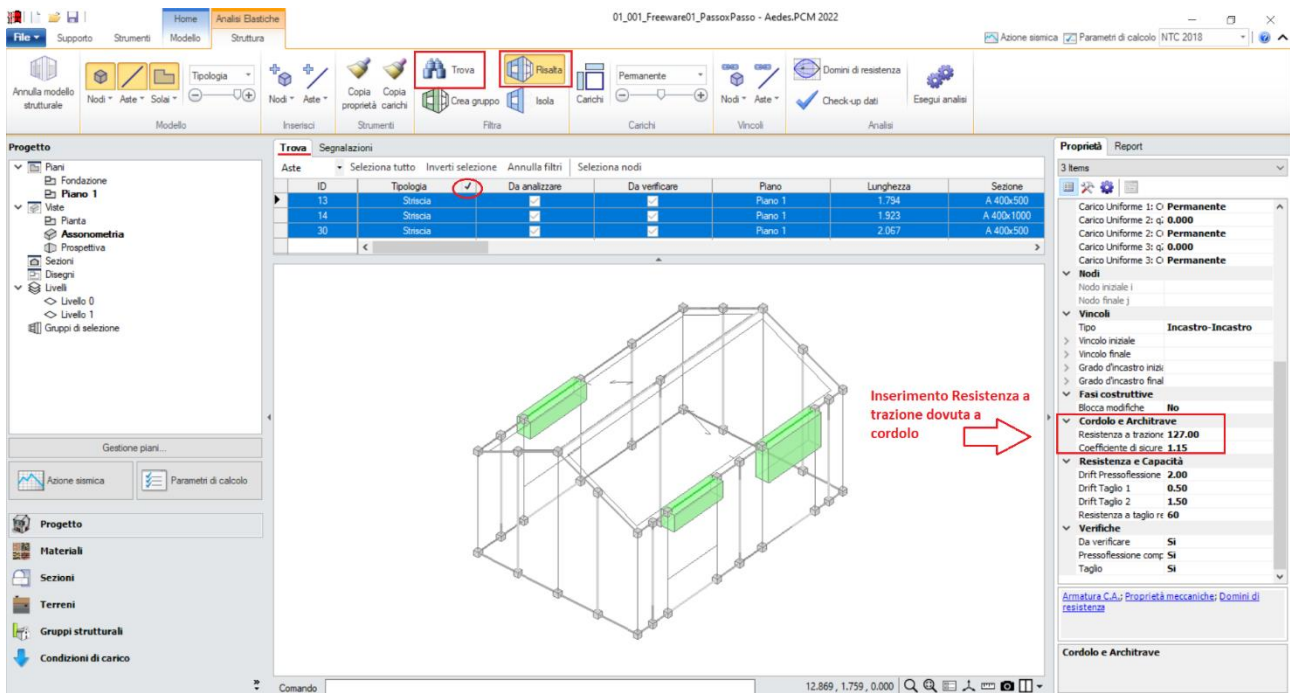 01_001_Freeware01_PassoxPasso - Aedes.PCM 2022
Home
Analisi Elastiche
File
Supporto
Strumenti
Modello
Struttura
Azione sismica
Parametri di calcolo
NTC 2018
Annulla modello strutturale
Nodi
Aste
Solai
Tipologia
Modello
Nodi
Aste
Inserisci
Copia proprietà
Copia carichi
Strumenti
Trova
Crea gruppo
Risalta
Isola
Filtra
Carichi
Permanente
Carichi
Nodi
Aste
Vincoli
Domini di resistenza
Check-up dati
Esegui analisi
Analisi
Progetto
Piani
Fondazione
Piano 1
Viste
Pianta
Assonometria
Prospettiva
Sezioni
Disegni
Livelli
Livello 0
Livello 1
Gruppi di selezione
Gestione piani...
Azione sismica
Parametri di calcolo
Progetto
Materiali
Sezioni
Terreni
Gruppi strutturali
Condizioni di carico
Trova
Segnalazioni
Aste
Seleziona tutto
Inverti selezione
Annulla filtri
Seleziona nodi
ID Tipologia Da analizzare Da verificare Piano Lunghezza Sezione
13 Striscia Piano 1 1.794 A 400x500
14 Striscia Piano 1 1.923 A 400x1000
30 Striscia Piano 1 2.067 A 400x500
Inserimento Resistenza a
trazione dovuta a
cordolo
Comando
12.869 , 1.759 , 0.000
Proprietà
Report
3 Items
Carico Uniforme 1: C Permanente
Carico Uniforme 2: q 0.000
Carico Uniforme 2: C Permanente
Carico Uniforme 3: q 0.000
Carico Uniforme 3: C Permanente
Nodi
Nodo iniziale i
Nodo finale j
Vincoli
Tipo Incastro-Incastro
Vincolo iniziale
Vincolo finale
Grado d'incastro inizi
Grado d'incastro final
Fasi costruttive
Blocca modifiche No
Cordolo e Architrave
Resistenza a trazione 127.00
Coefficiente di sicure 1.15
Resistenza e Capacità
Drift Pressoflessione 2.00
Drift Taglio 1 0.50
Drift Taglio 2 1.50
Resistenza a taglio re 60
Verifiche
Da verificare Sì
Pressoflessione comp Sì
Taglio Sì
Armatura C.A.; Proprietà meccaniche; Domini di
resistenza
Cordolo e Architrave